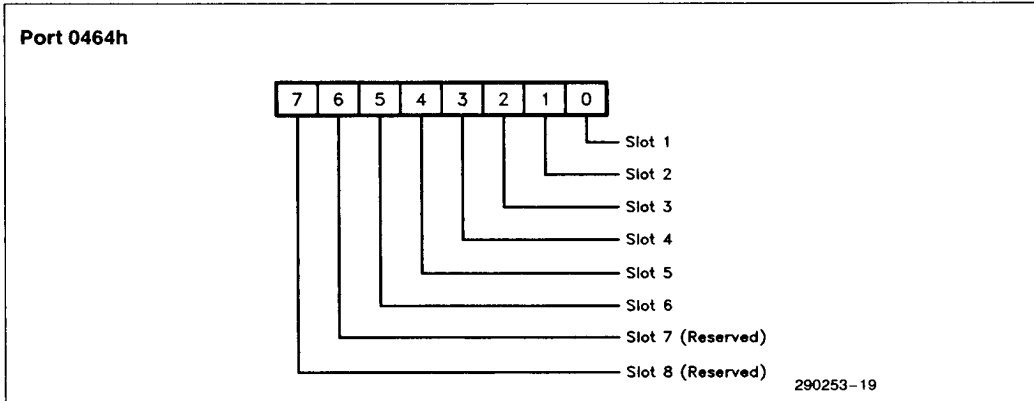 Port 0464h
7 6 5 4 3 2 1 0
Slot 1
Slot 2
Slot 3
Slot 4
Slot 5
Slot 6
Slot 7 (Reserved)
Slot 8 (Reserved)
290253–19